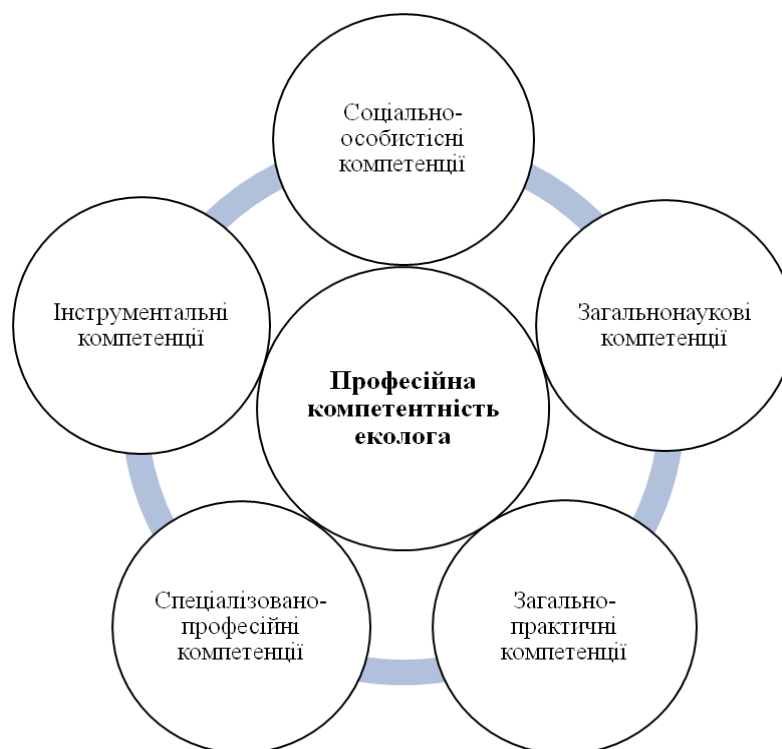 Соціально-
особистісні
компетенції
Інструментальні
компетенції
Загальнонаукові
компетенції
Професійна
компетентність
еколога
Спеціалізовано-
професійні
компетенції
Загально-
практичні
компетенції